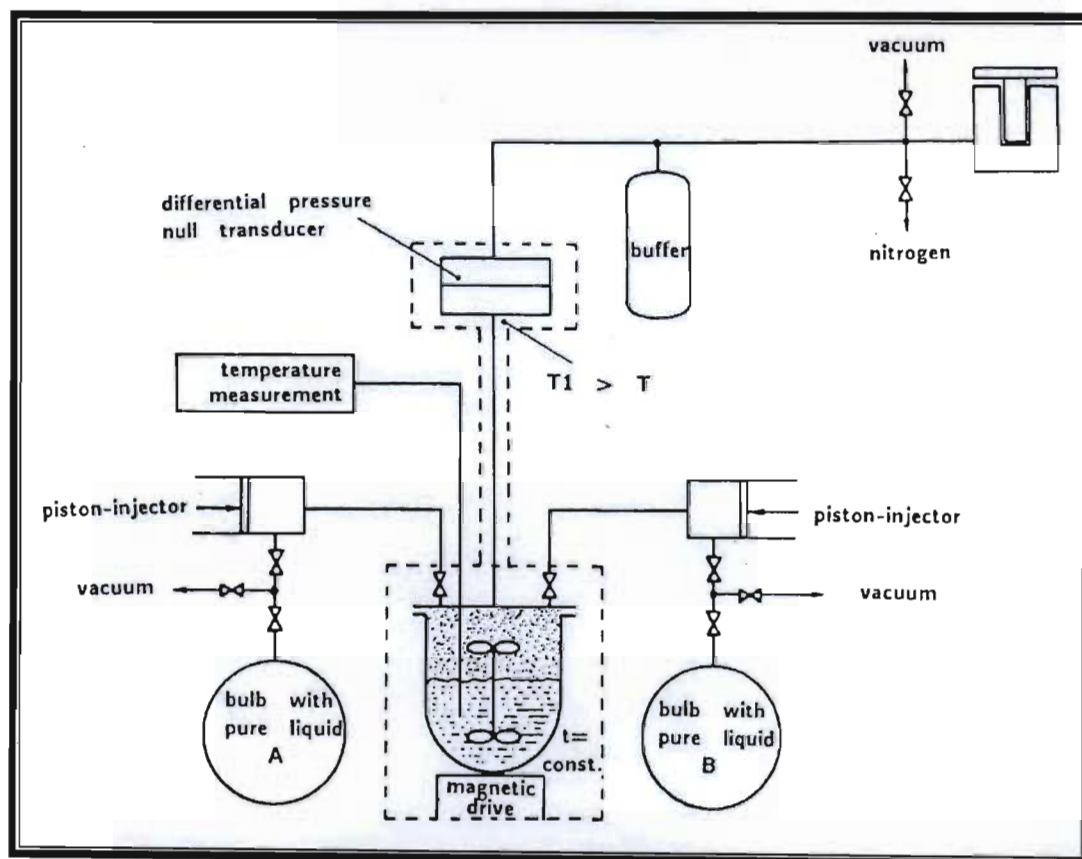 vacuum
differential pressure
null transducer
buffer
nitrogen
temperature
measurement
T1 > T
piston-injector
piston-injector
vacuum
vacuum
bulb with
pure liquid
A
t=
const.
bulb with
pure liquid
B
magnetic
drive